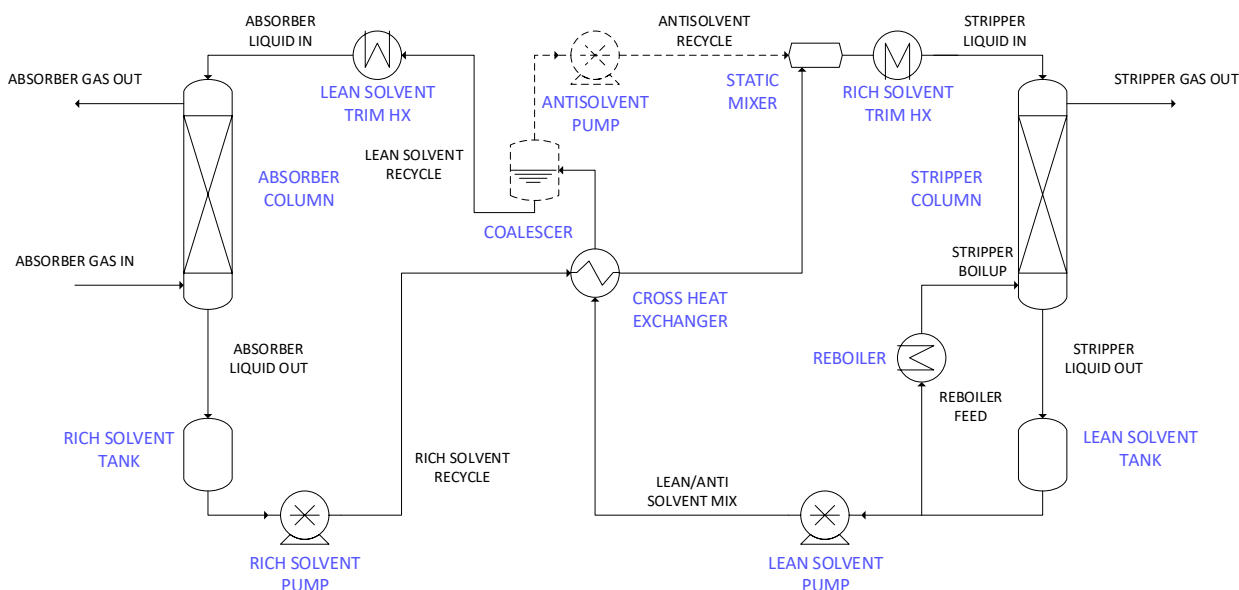 ABSORBER
LIQUID IN
ANTISOLVENT
RECYCLE
STRIPPER
LIQUID IN
ABSORBER GAS OUT
LEAN SOLVENT
TRIM HX
ANTISOLVENT
PUMP
STATIC
MIXER
RICH SOLVENT
TRIM HX
STRIPPER GAS OUT
LEAN SOLVENT
RECYCLE
ABSORBER
COLUMN
STRIPPER
COLUMN
COALESCER
ABSORBER GAS IN
STRIPPER
BOILUP
CROSS HEAT
EXCHANGER
ABSORBER
LIQUID OUT
REBOILER
STRIPPER
LIQUID OUT
REBOILER
FEED
RICH SOLVENT
TANK
LEAN SOLVENT
TANK
RICH SOLVENT
RECYCLE
LEAN/ANTI
SOLVENT MIX
RICH SOLVENT
PUMP
LEAN SOLVENT
PUMP